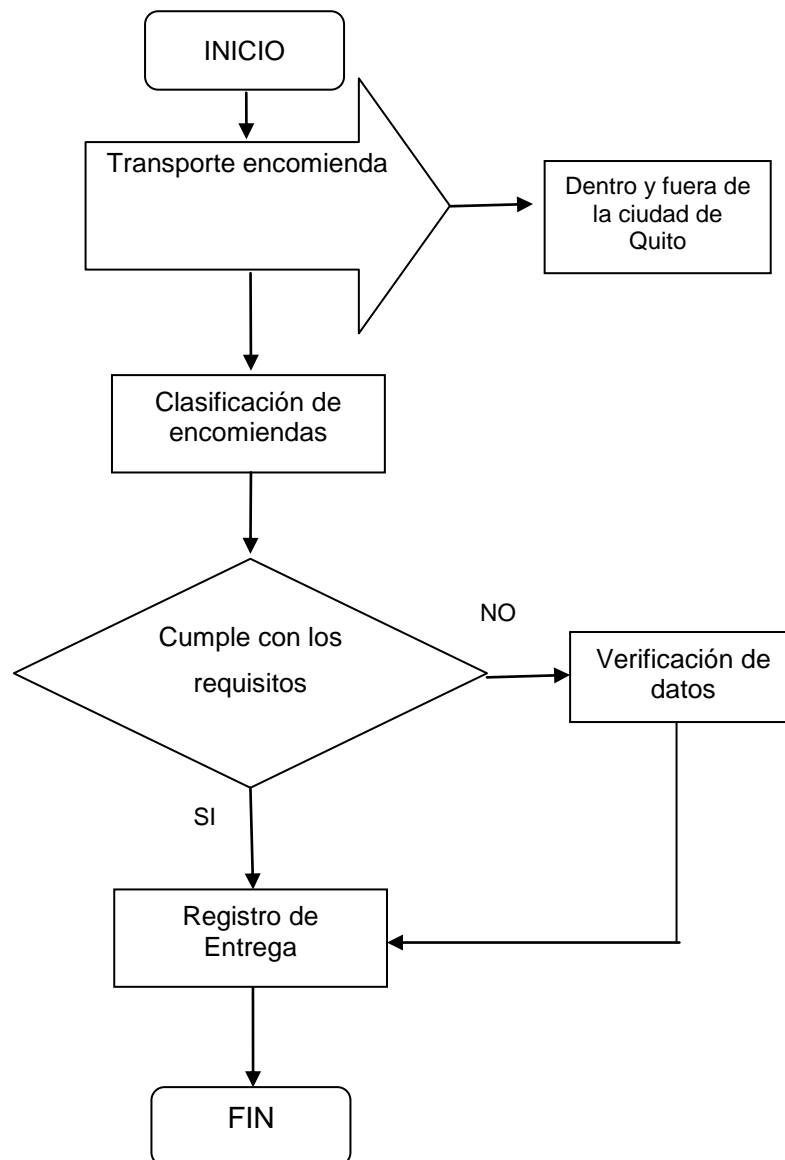 INICIO
Transporte encomienda
Dentro y fuera de
la ciudad de
Quito
Clasificación de
encomiendas
Cumple con los
requisitos
NO
Verificación de
datos
SI
Registro de
Entrega
FIN